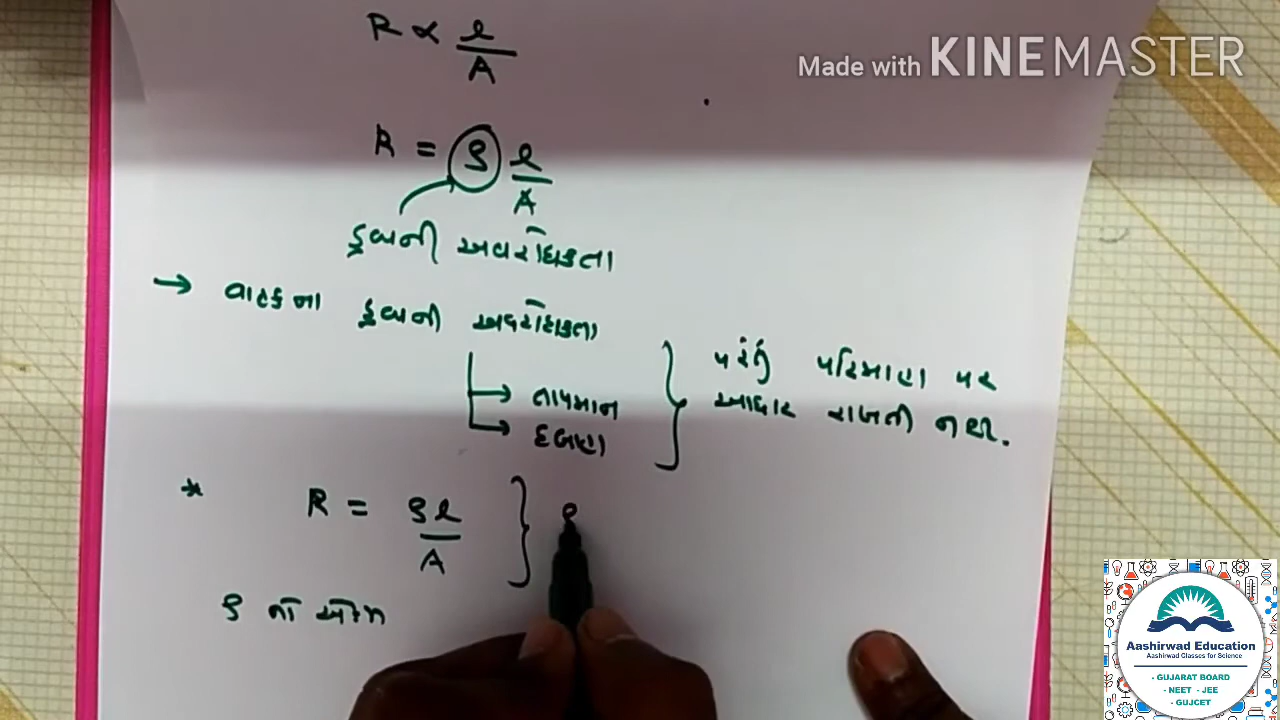 R ∝ l/A
Made with KINEMASTER
R = ρ l/A
દ્રવ્યની અવરોધકતા
→ વાહકના દ્રવ્યની અવરોધકતા
→ તાપમાન
→ દબાણ
} પરંતુ પરિમાણ પર
આધાર રાખતી નથી.
* R = ρl/A } ρ
ρ નો એકમ
Aashirwad Education
Aashirwad Classes for Science
- GUJARAT BOARD
- NEET - JEE
- GUJCET